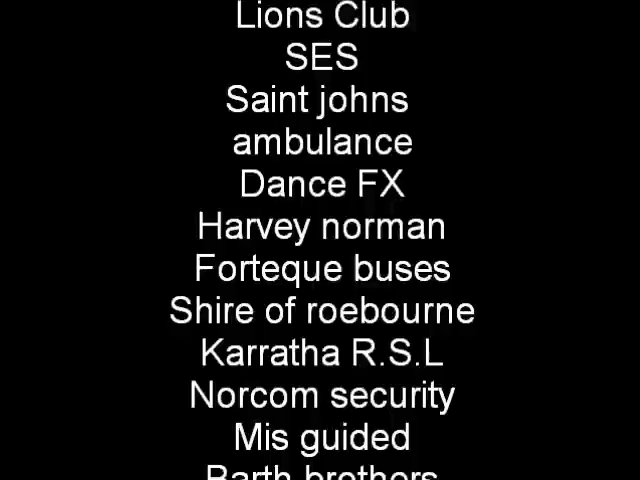 Lions Club
SES
Saint johns
ambulance
Dance FX
Harvey norman
Forteque buses
Shire of roebourne
Karratha R.S.L
Norcom security
Mis guided
Barth brothers